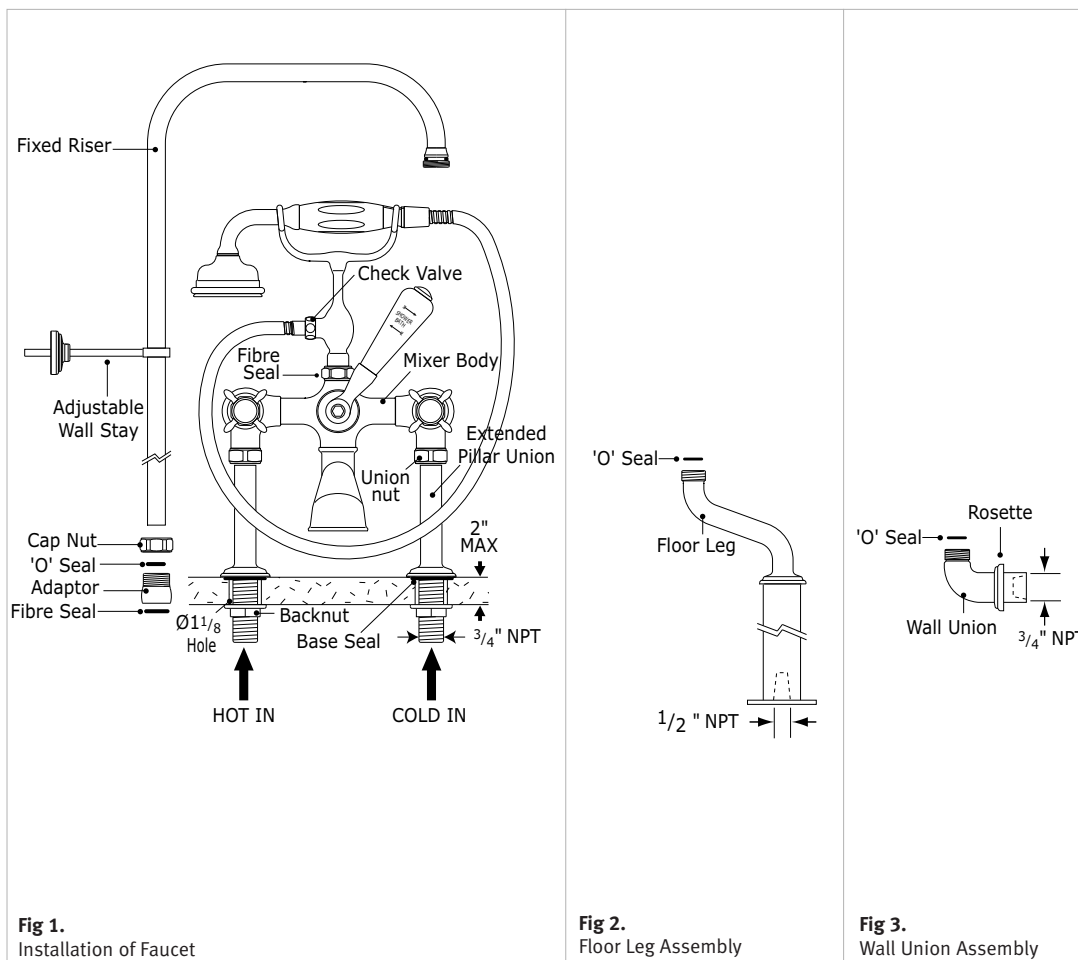 Fixed Riser
Check Valve
SHOWER
BATH
Fibre
Seal
Mixer Body
Adjustable
Wall Stay
Extended
Pillar Union
Union
nut
2"
MAX
Cap Nut
'O' Seal
Adaptor
Fibre Seal
Ø1 1/8
Hole
Backnut
Base Seal
3/4" NPT
HOT IN
COLD IN
Fig 1.
Installation of Faucet
'O' Seal
Floor Leg
1/2 " NPT
Fig 2.
Floor Leg Assembly
Rosette
'O' Seal
Wall Union
3/4" NPT
Fig 3.
Wall Union Assembly